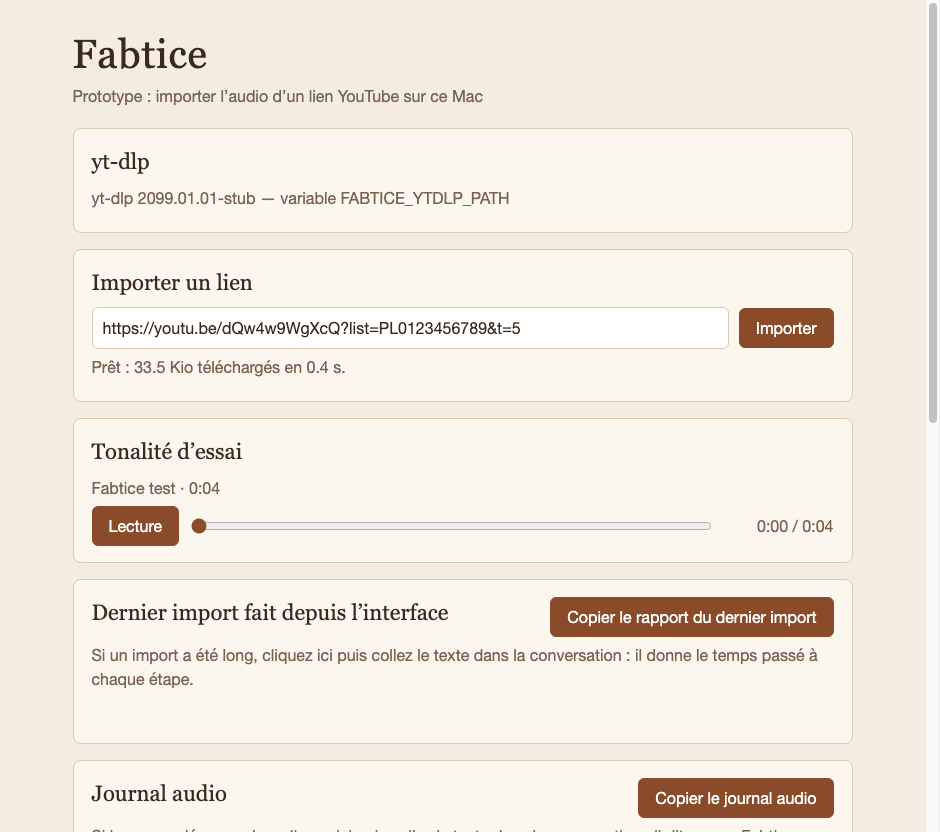 Fabtice
Prototype : importer l’audio d’un lien YouTube sur ce Mac
yt-dlp
yt-dlp 2099.01.01-stub — variable FABTICE_YTDLP_PATH
Importer un lien
https://youtu.be/dQw4w9WgXcQ?list=PL0123456789&t=5
Importer
Prêt : 33.5 Kio téléchargés en 0.4 s.
Tonalité d’essai
Fabtice test · 0:04
Lecture
0:00 / 0:04
Dernier import fait depuis l’interface
Copier le rapport du dernier import
Si un import a été long, cliquez ici puis collez le texte dans la conversation : il donne le temps passé à
chaque étape.
Journal audio
Copier le journal audio